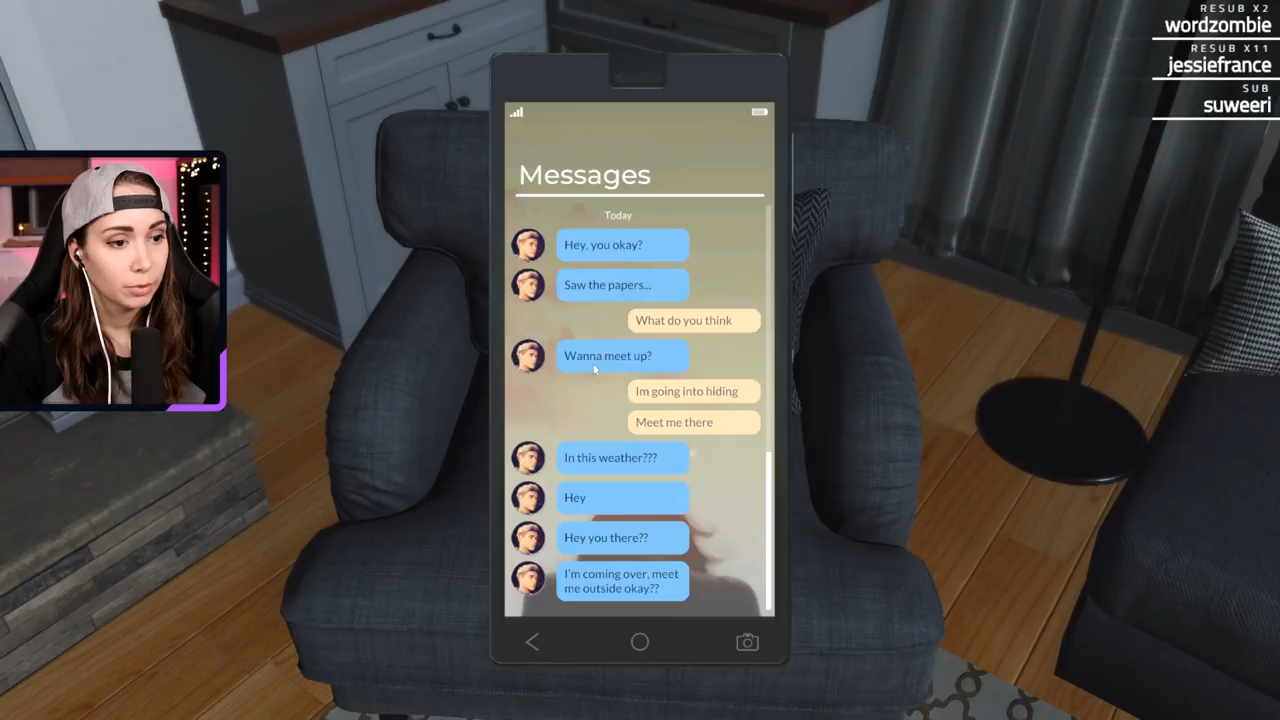 RESUB X2
wordzombie
RESUB X11
jessiefrance
SUB
suweeri
Messages
Today
Hey, you okay?
Saw the papers...
What do you think
Wanna meet up?
Im going into hiding
Meet me there
In this weather???
Hey
Hey you there??
I'm coming over, meet
me outside okay??